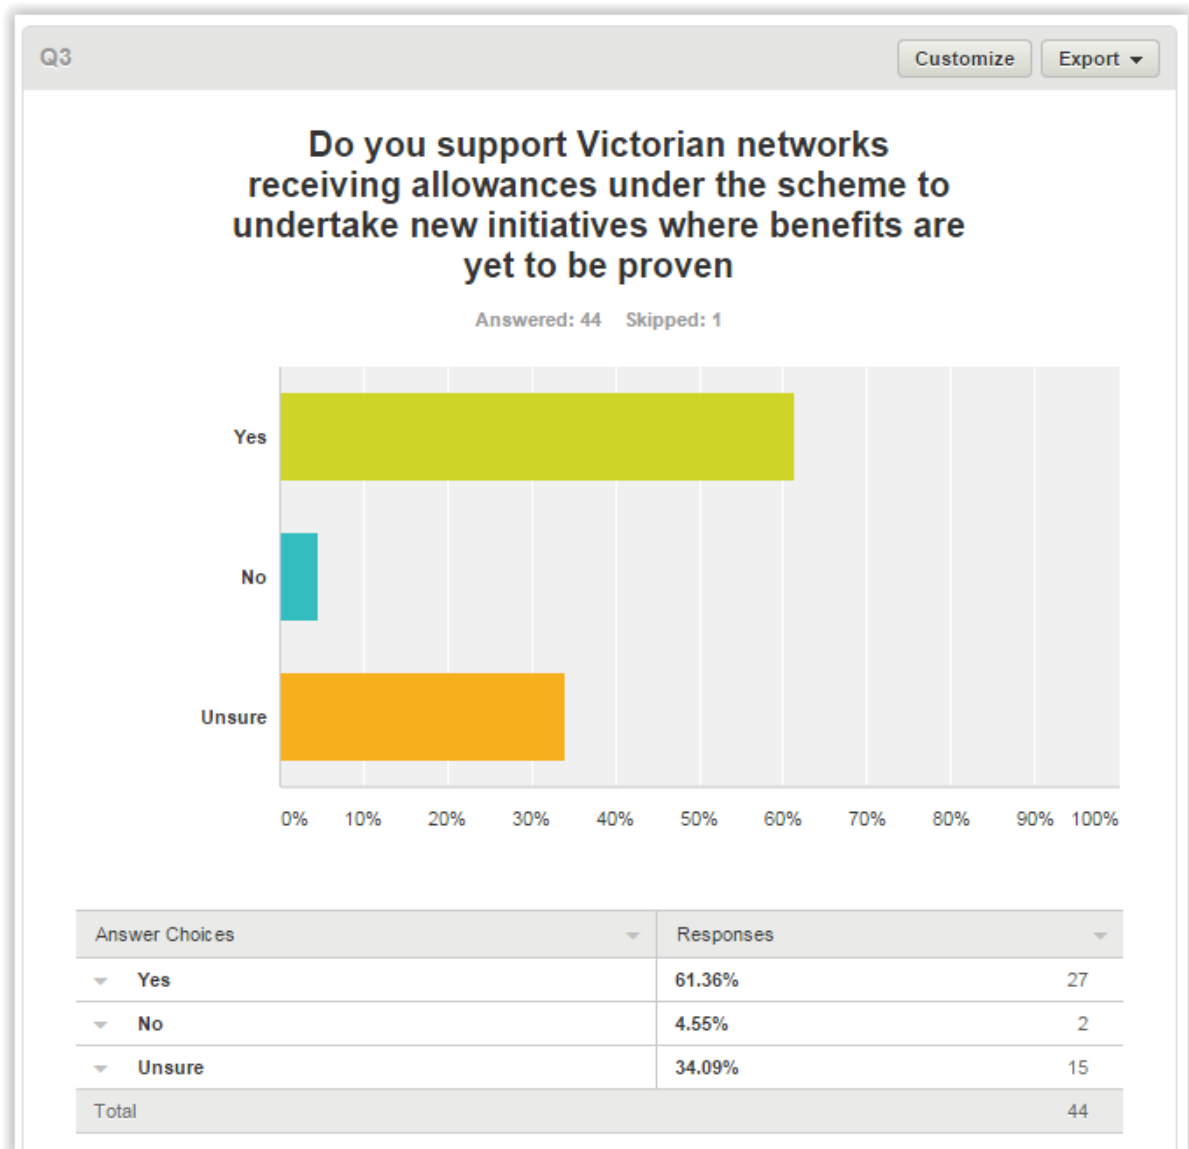 Q3
Customize
Export
Do you support Victorian networks
receiving allowances under the scheme to
undertake new initiatives where benefits are
yet to be proven
Answered: 44 Skipped: 1
Yes
No
Unsure
0% 10% 20% 30% 40% 50% 60% 70% 80% 90% 100%
Answer Choices Responses
Yes 61.36% 27
No 4.55% 2
Unsure 34.09% 15
Total 44